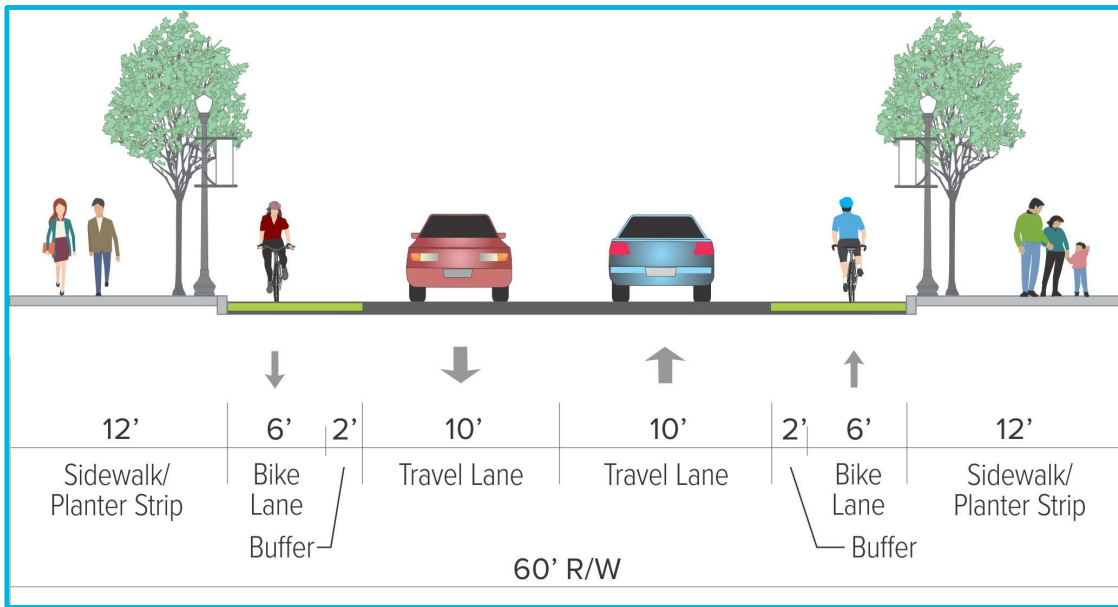 12’ 6’ 2’ 10’ 10’ 2’ 6’ 12’
Sidewalk/ Bike Travel Lane Travel Lane Bike Sidewalk/
Planter Strip Lane Lane Planter Strip
Buffer Buffer
60’ R/W